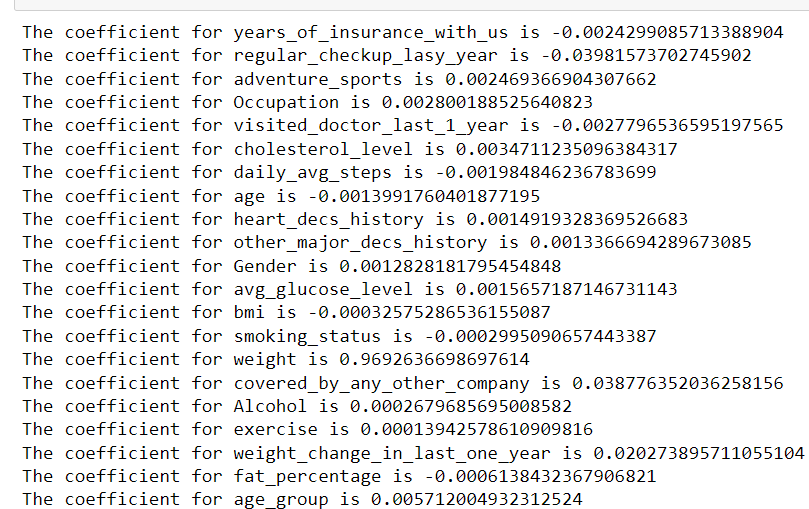 The coefficient for years_of_insurance_with_us is -0.0024299085713388904
The coefficient for regular_checkup_lasy_year is -0.03981573702745902
The coefficient for adventure_sports is 0.002469366904307662
The coefficient for Occupation is 0.002800188525640823
The coefficient for visited_doctor_last_1_year is -0.0027796536595197565
The coefficient for cholesterol_level is 0.0034711235096384317
The coefficient for daily_avg_steps is -0.001984846236783699
The coefficient for age is -0.0013991760401877195
The coefficient for heart_decs_history is 0.0014919328369526683
The coefficient for other_major_decs_history is 0.0013366694289673085
The coefficient for Gender is 0.0012828181795454848
The coefficient for avg_glucose_level is 0.0015657187146731143
The coefficient for bmi is -0.00032575286536155087
The coefficient for smoking_status is -0.0002995090657443387
The coefficient for weight is 0.9692636698697614
The coefficient for covered_by_any_other_company is 0.038776352036258156
The coefficient for Alcohol is 0.0002679685695008582
The coefficient for exercise is 0.00013942578610909816
The coefficient for weight_change_in_last_one_year is 0.020273895711055104
The coefficient for fat_percentage is -0.0006138432367906821
The coefficient for age_group is 0.005712004932312524